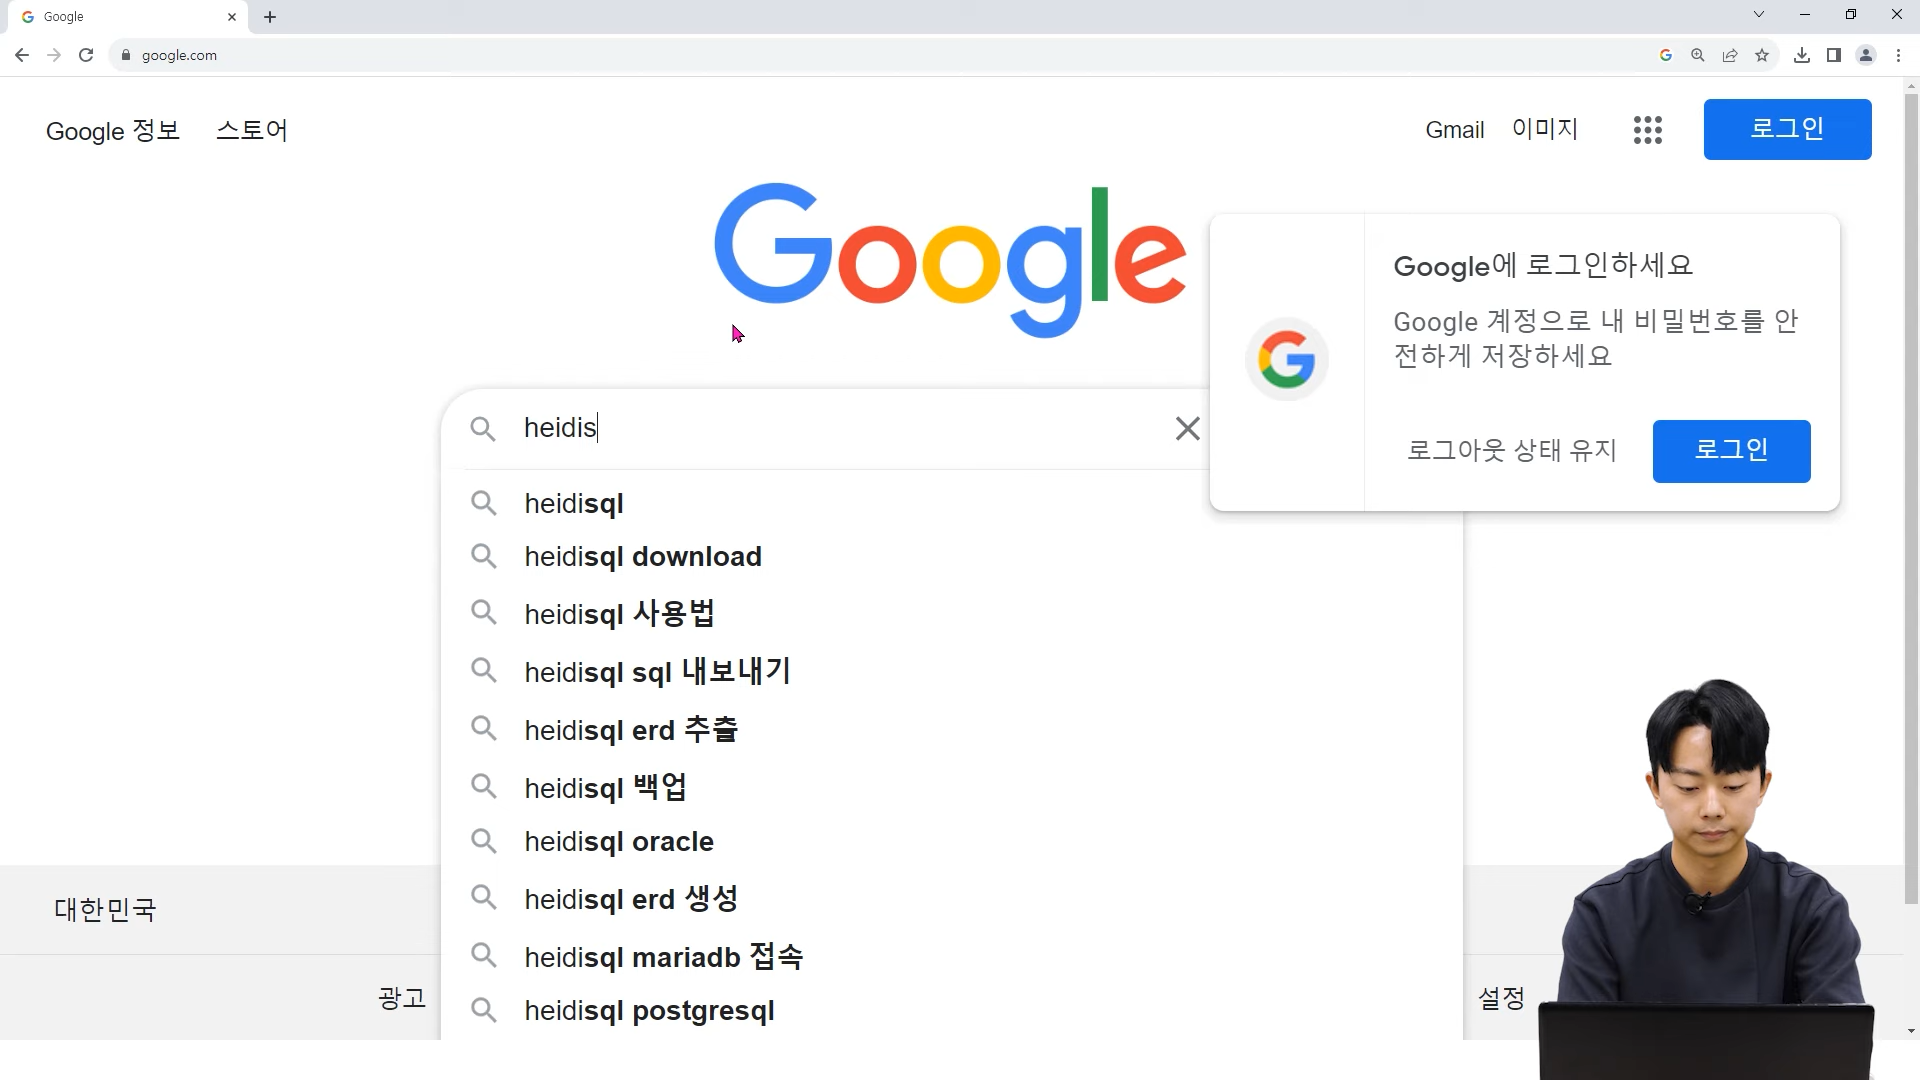 Google
google.com
Google 정보
스토어
Gmail
이미지
로그인
Google
Google에 로그인하세요
Google 계정으로 내 비밀번호를 안
전하게 저장하세요
로그아웃 상태 유지
로그인
heidis
heidisql
heidisql download
heidisql 사용법
heidisql sql 내보내기
heidisql erd 추출
heidisql 백업
heidisql oracle
heidisql erd 생성
heidisql mariadb 접속
heidisql postgresql
대한민국
광고
설정